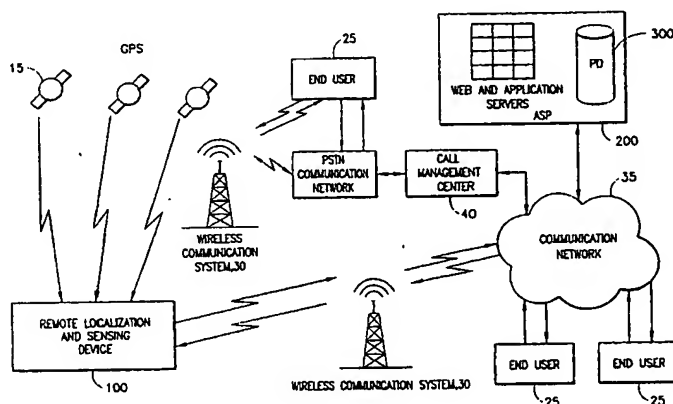 GPS
15
25
END USER
300
PD
WEB AND APPLICATION
SERVERS
ASP
200
PSTN
COMMUNICATION
NETWORK
CALL
MANAGEMENT
CENTER
40
35
COMMUNICATION
NETWORK
WIRELESS
COMMUNICATION
SYSTEM,30
REMOTE LOCALIZATION
AND SENSING
DEVICE
100
WIRELESS COMMUNICATION SYSTEM,30
END USER
25
END USER
25